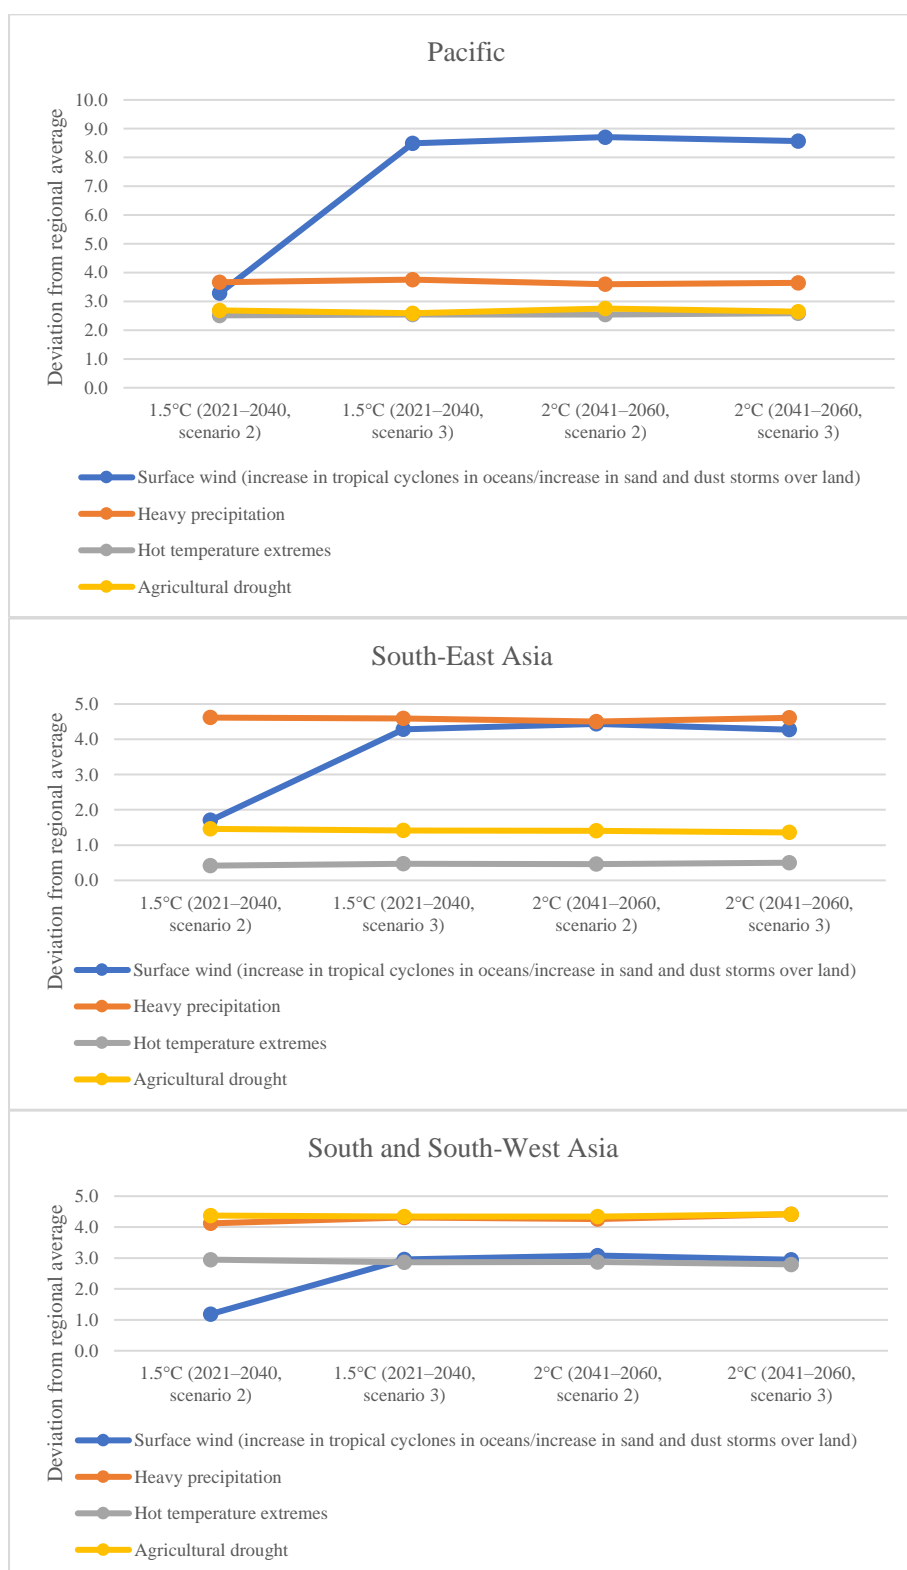 Pacific
Deviation from regional average
10.0
9.0
8.0
7.0
6.0
5.0
4.0
3.0
2.0
1.0
0.0
1.5°C (2021–2040,
scenario 2)
1.5°C (2021–2040,
scenario 3)
2°C (2041–2060,
scenario 2)
2°C (2041–2060,
scenario 3)
Surface wind (increase in tropical cyclones in oceans/increase in sand and dust storms over land)
Heavy precipitation
Hot temperature extremes
Agricultural drought
South-East Asia
Deviation from regional average
5.0
4.0
3.0
2.0
1.0
0.0
1.5°C (2021–2040,
scenario 2)
1.5°C (2021–2040,
scenario 3)
2°C (2041–2060,
scenario 2)
2°C (2041–2060,
scenario 3)
Surface wind (increase in tropical cyclones in oceans/increase in sand and dust storms over land)
Heavy precipitation
Hot temperature extremes
Agricultural drought
South and South-West Asia
Deviation from regional average
5.0
4.0
3.0
2.0
1.0
0.0
1.5°C (2021–2040,
scenario 2)
1.5°C (2021–2040,
scenario 3)
2°C (2041–2060,
scenario 2)
2°C (2041–2060,
scenario 3)
Surface wind (increase in tropical cyclones in oceans/increase in sand and dust storms over land)
Heavy precipitation
Hot temperature extremes
Agricultural drought